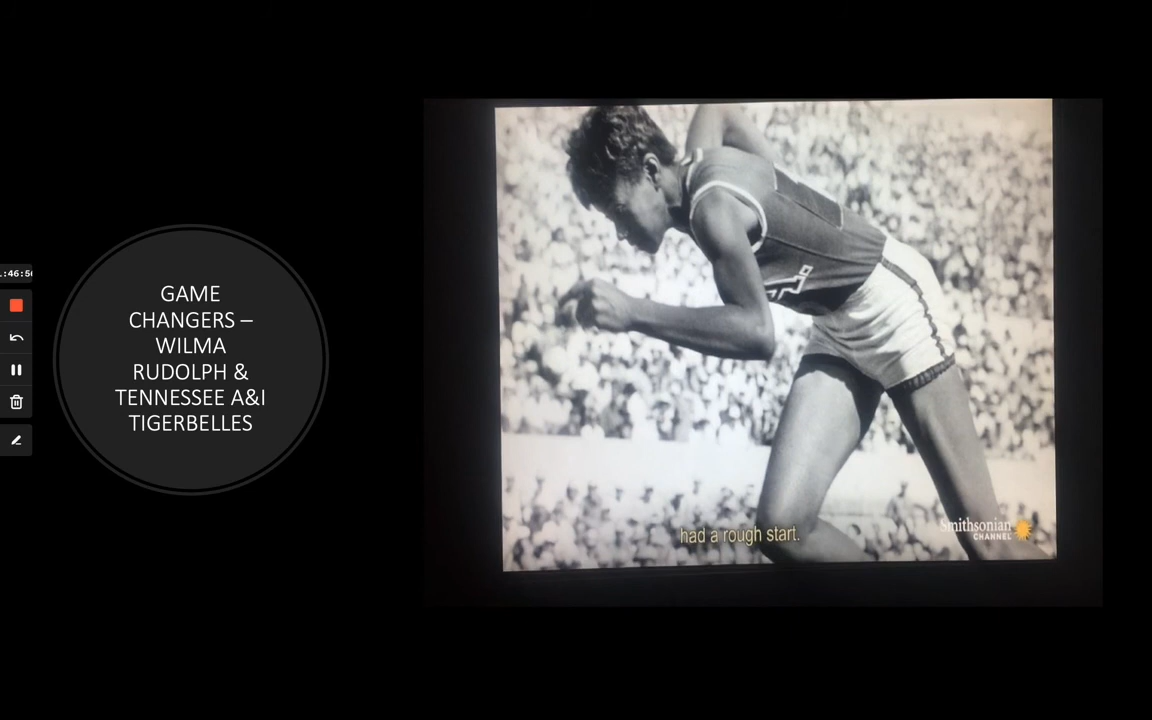 GAME
CHANGERS –
WILMA
RUDOLPH &
TENNESSEE A&I
TIGERBELLES
had a rough start.
Smithsonian
CHANNEL